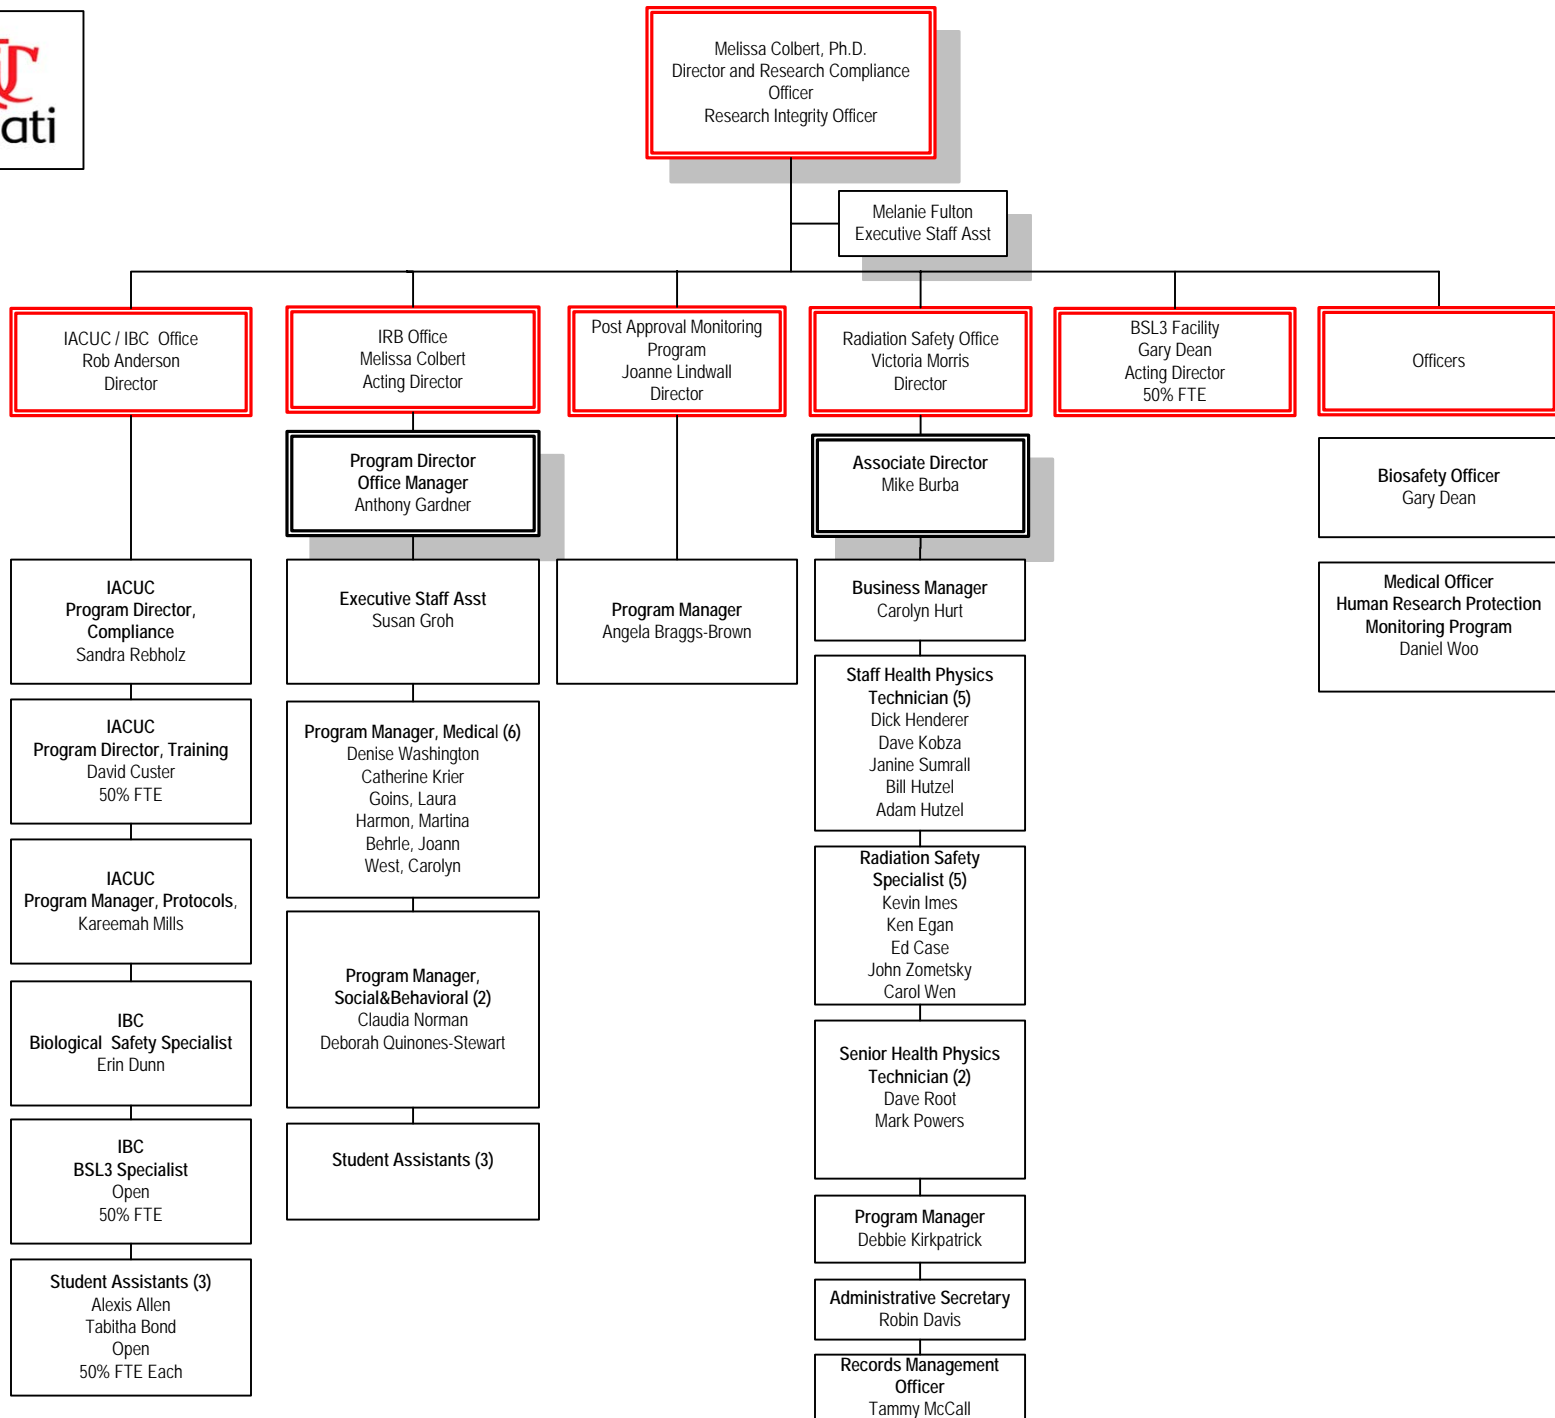 UC
ati
Melissa Colbert, Ph.D.
Director and Research Compliance
Officer
Research Integrity Officer
Melanie Fulton
Executive Staff Asst
IACUC / IBC Office
Rob Anderson
Director
IRB Office
Melissa Colbert
Acting Director
Post Approval Monitoring
Program
Joanne Lindwall
Director
Radiation Safety Office
Victoria Morris
Director
BSL3 Facility
Gary Dean
Acting Director
50% FTE
Officers
Program Director
Office Manager
Anthony Gardner
Associate Director
Mike Burba
Biosafety Officer
Gary Dean
IACUC
Program Director,
Compliance
Sandra Rebholz
Executive Staff Asst
Susan Groh
Program Manager
Angela Braggs-Brown
Business Manager
Carolyn Hurt
Medical Officer
Human Research Protection
Monitoring Program
Daniel Woo
IACUC
Program Director, Training
David Custer
50% FTE
Program Manager, Medical (6)
Denise Washington
Catherine Krier
Goins, Laura
Harmon, Martina
Behrle, Joann
West, Carolyn
Staff Health Physics
Technician (5)
Dick Henderer
Dave Kobza
Janine Sumrall
Bill Hutzel
Adam Hutzel
IACUC
Program Manager, Protocols,
Kareemah Mills
Radiation Safety
Specialist (5)
Kevin Imes
Ken Egan
Ed Case
John Zometsky
Carol Wen
Program Manager,
Social&Behavioral (2)
Claudia Norman
Deborah Quinones-Stewart
IBC
Biological Safety Specialist
Erin Dunn
Senior Health Physics
Technician (2)
Dave Root
Mark Powers
IBC
BSL3 Specialist
Open
50% FTE
Student Assistants (3)
Program Manager
Debbie Kirkpatrick
Student Assistants (3)
Alexis Allen
Tabitha Bond
Open
50% FTE Each
Administrative Secretary
Robin Davis
Records Management
Officer
Tammy McCall